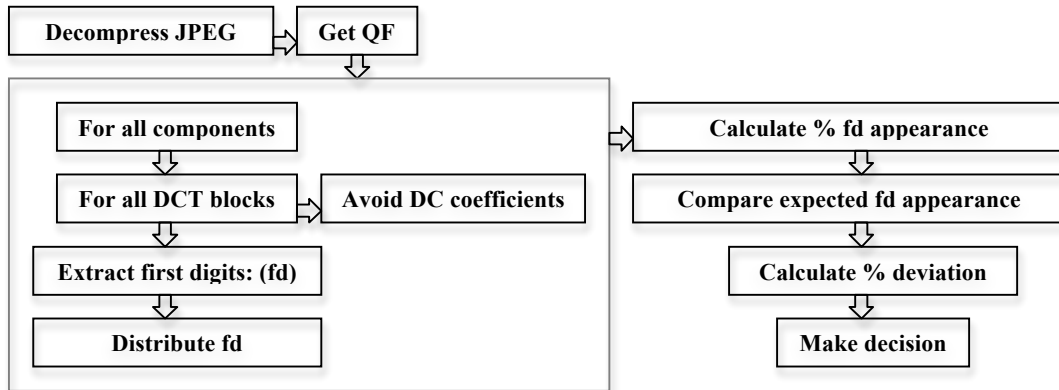 Decompress JPEG
Get QF
For all components
For all DCT blocks
Avoid DC coefficients
Extract first digits: (fd)
Distribute fd
Calculate % fd appearance
Compare expected fd appearance
Calculate % deviation
Make decision